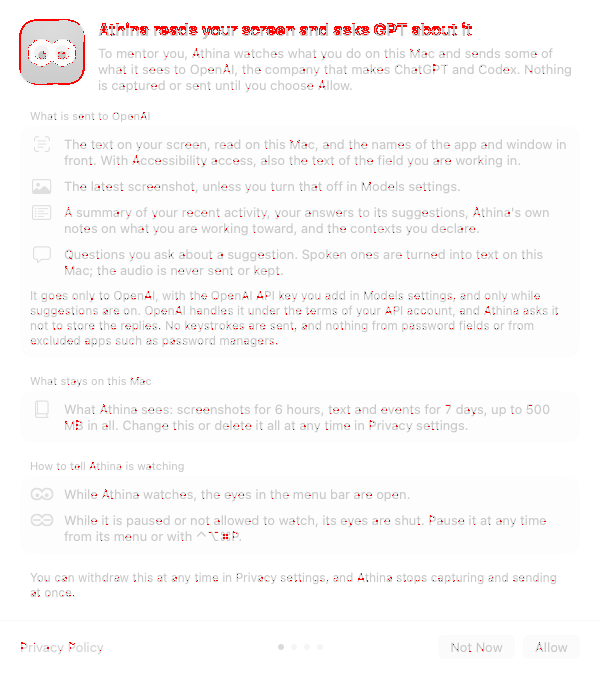 Athina reads your screen and asks GPT about it
To mentor you, Athina watches what you do on this Mac and sends some of
what it sees to OpenAI, the company that makes ChatGPT and Codex. Nothing
is captured or sent until you choose Allow.
What is sent to OpenAI
The text on your screen, read on this Mac, and the names of the app and window in
front. With Accessibility access, also the text of the field you are working in.
The latest screenshot, unless you turn that off in Models settings.
A summary of your recent activity, your answers to its suggestions, Athina's own
notes on what you are working toward, and the contexts you declare.
Questions you ask about a suggestion. Spoken ones are turned into text on this
Mac; the audio is never sent or kept.
It goes only to OpenAI, with the OpenAI API key you add in Models settings, and only while
suggestions are on. OpenAI handles it under the terms of your API account, and Athina asks it
not to store the replies. No keystrokes are sent, and nothing from password fields or from
excluded apps such as password managers.
What stays on this Mac
What Athina sees: screenshots for 6 hours, text and events for 7 days, up to 500
MB in all. Change this or delete it all at any time in Privacy settings.
How to tell Athina is watching
While Athina watches, the eyes in the menu bar are open.
While it is paused or not allowed to watch, its eyes are shut. Pause it at any time
from its menu or with ⌃⌥⌘P.
You can withdraw this at any time in Privacy settings, and Athina stops capturing and sending
at once.
Privacy Policy
Not Now
Allow